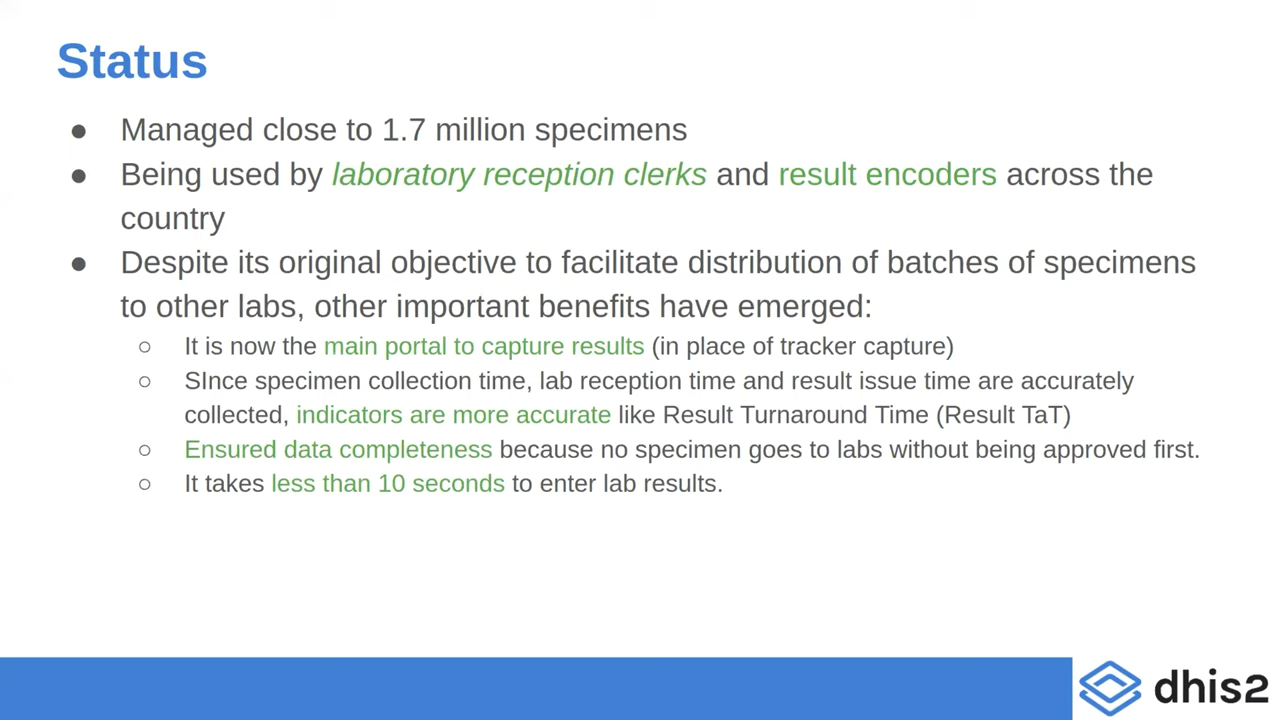 Status
● Managed close to 1.7 million specimens
● Being used by laboratory reception clerks and result encoders across the
country
● Despite its original objective to facilitate distribution of batches of specimens
to other labs, other important benefits have emerged:
○ It is now the main portal to capture results (in place of tracker capture)
○ SInce specimen collection time, lab reception time and result issue time are accurately
collected, indicators are more accurate like Result Turnaround Time (Result TaT)
○ Ensured data completeness because no specimen goes to labs without being approved first.
○ It takes less than 10 seconds to enter lab results.
dhis2